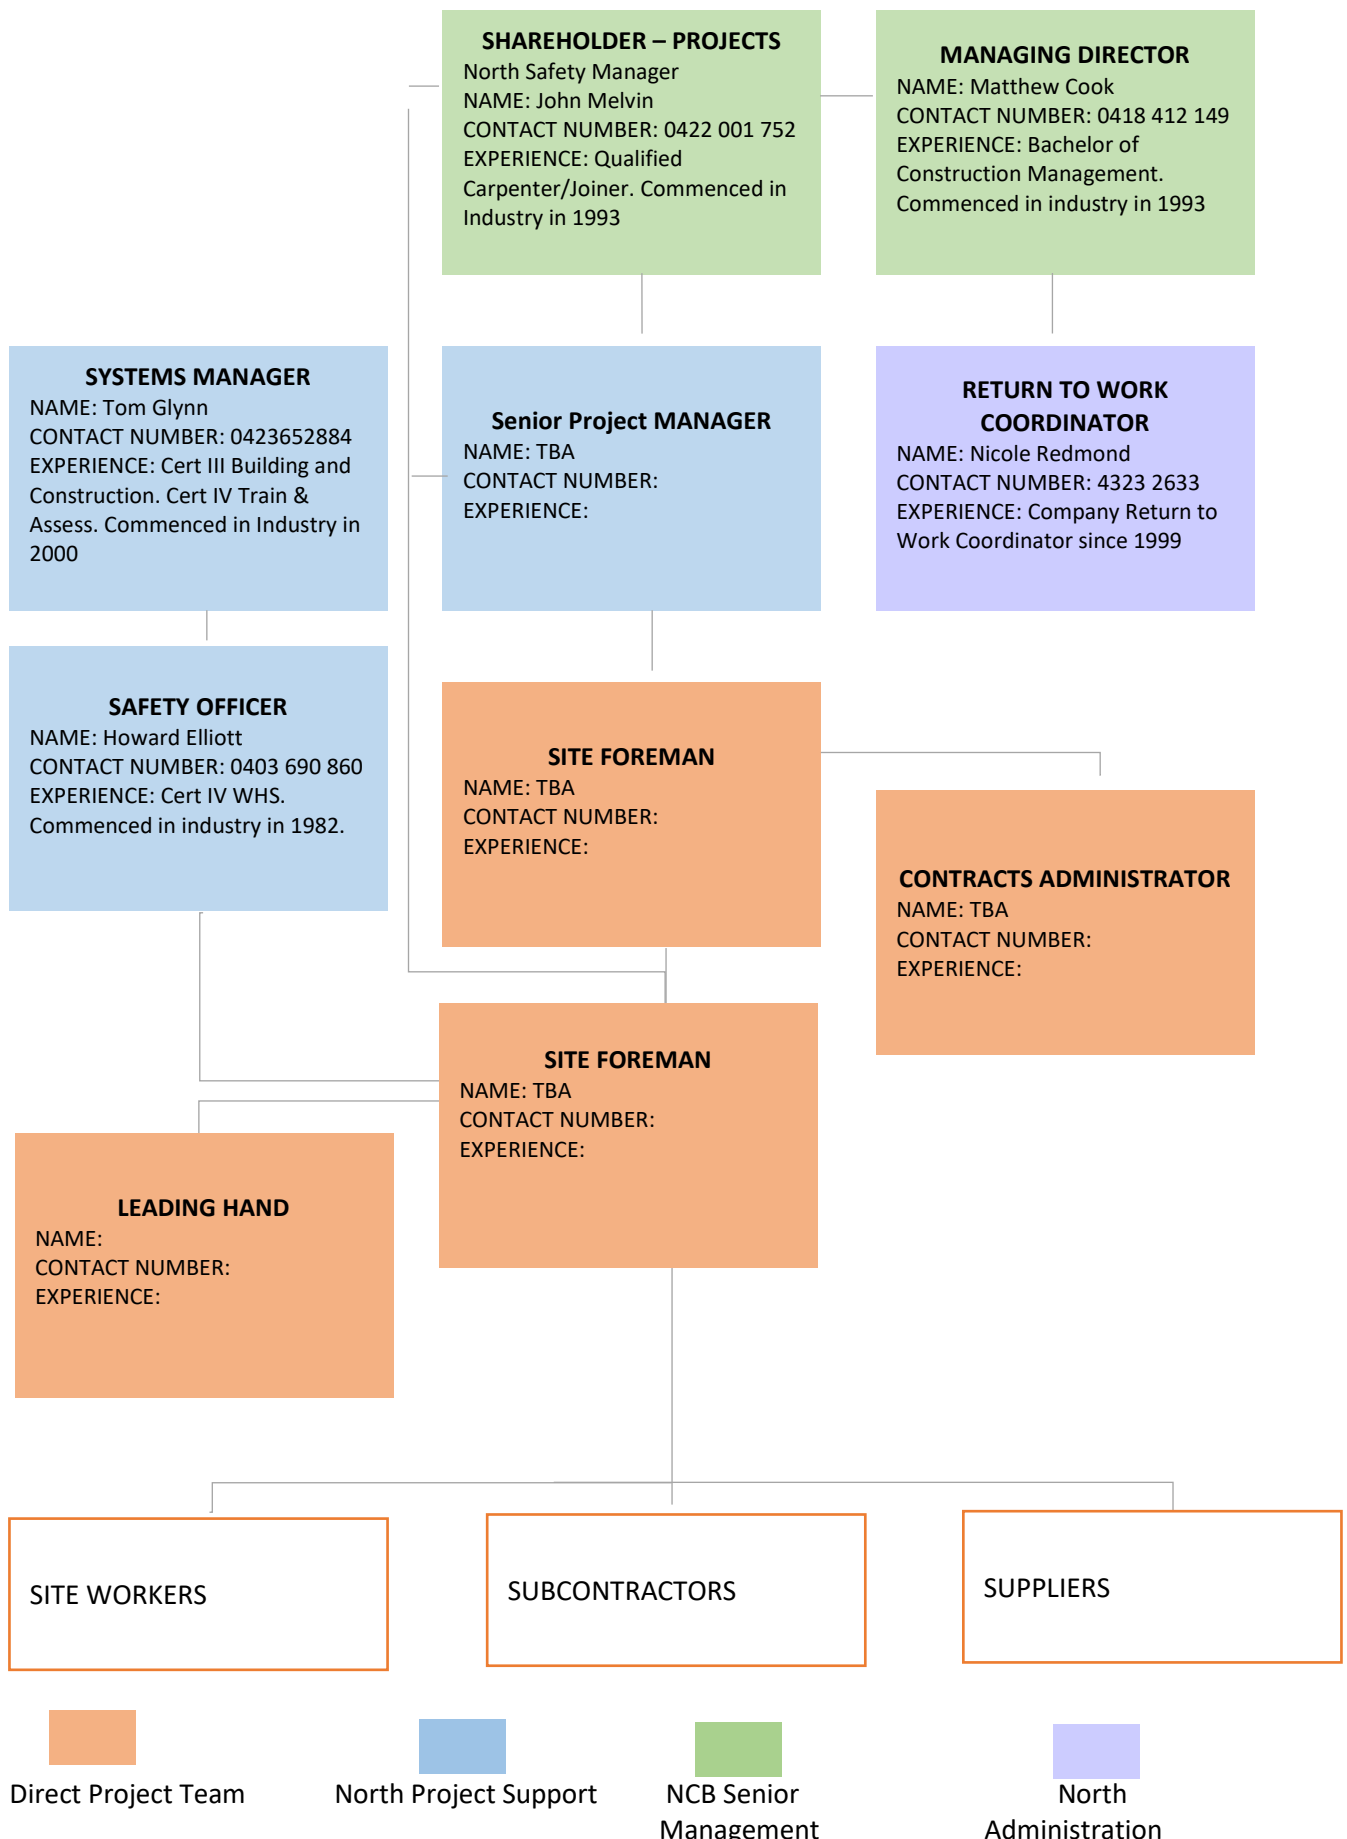 SHAREHOLDER – PROJECTS
North Safety Manager
NAME: John Melvin
CONTACT NUMBER: 0422 001 752
EXPERIENCE: Qualified
Carpenter/Joiner. Commenced in
Industry in 1993
MANAGING DIRECTOR
NAME: Matthew Cook
CONTACT NUMBER: 0418 412 149
EXPERIENCE: Bachelor of
Construction Management.
Commenced in industry in 1993
SYSTEMS MANAGER
NAME: Tom Glynn
CONTACT NUMBER: 0423652884
EXPERIENCE: Cert III Building and
Construction. Cert IV Train &
Assess. Commenced in Industry in
2000
Senior Project MANAGER
NAME: TBA
CONTACT NUMBER:
EXPERIENCE:
RETURN TO WORK
COORDINATOR
NAME: Nicole Redmond
CONTACT NUMBER: 4323 2633
EXPERIENCE: Company Return to
Work Coordinator since 1999
SAFETY OFFICER
NAME: Howard Elliott
CONTACT NUMBER: 0403 690 860
EXPERIENCE: Cert IV WHS.
Commenced in industry in 1982.
SITE FOREMAN
NAME: TBA
CONTACT NUMBER:
EXPERIENCE:
CONTRACTS ADMINISTRATOR
NAME: TBA
CONTACT NUMBER:
EXPERIENCE:
SITE FOREMAN
NAME: TBA
CONTACT NUMBER:
EXPERIENCE:
LEADING HAND
NAME:
CONTACT NUMBER:
EXPERIENCE:
SITE WORKERS
SUBCONTRACTORS
SUPPLIERS
Direct Project Team
North Project Support
NCB Senior
Management
North
Administration